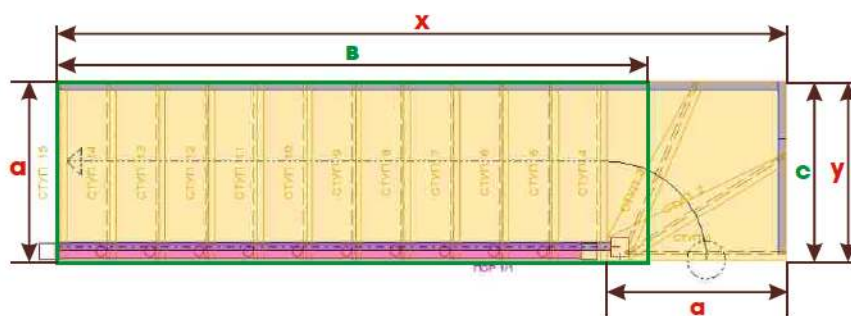 x
в
a
c
y
СТУП. 15
СТУП. 14
СТУП. 13
СТУП. 12
СТУП. 11
СТУП. 10
СТУП. 9
СТУП. 8
СТУП. 7
СТУП. 6
СТУП. 5
СТУП. 4
a